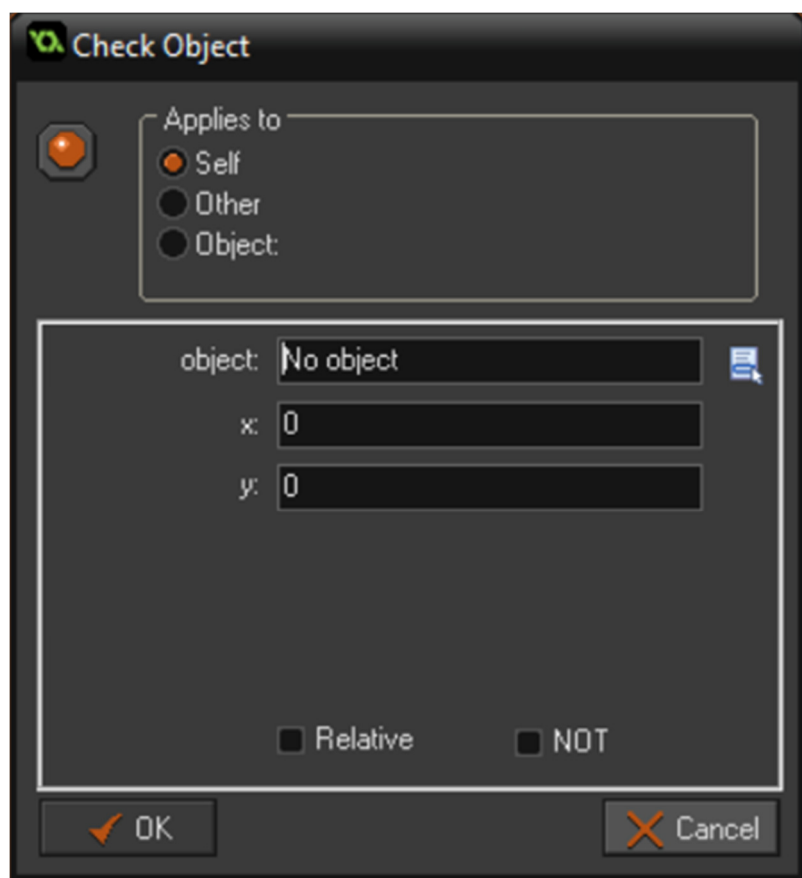 Check Object
Applies to
Self
Other
Object:
object: No object
x: 0
y: 0
Relative NOT
OK Cancel